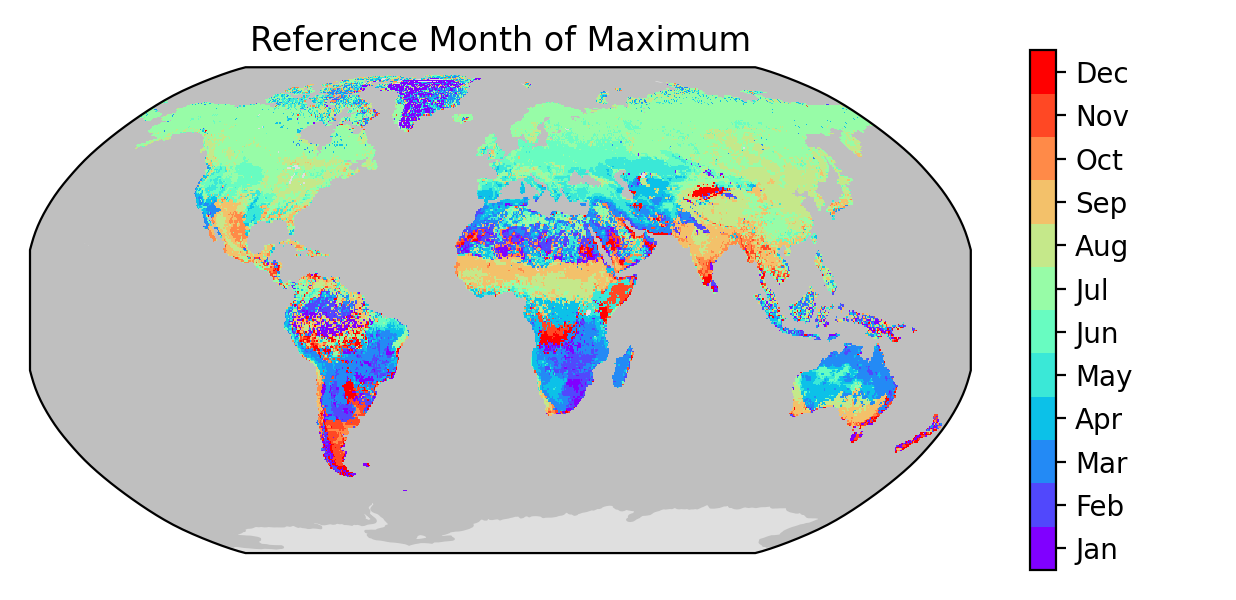 Reference Month of Maximum
Dec
Nov
Oct
Sep
Aug
Jul
Jun
May
Apr
Mar
Feb
Jan